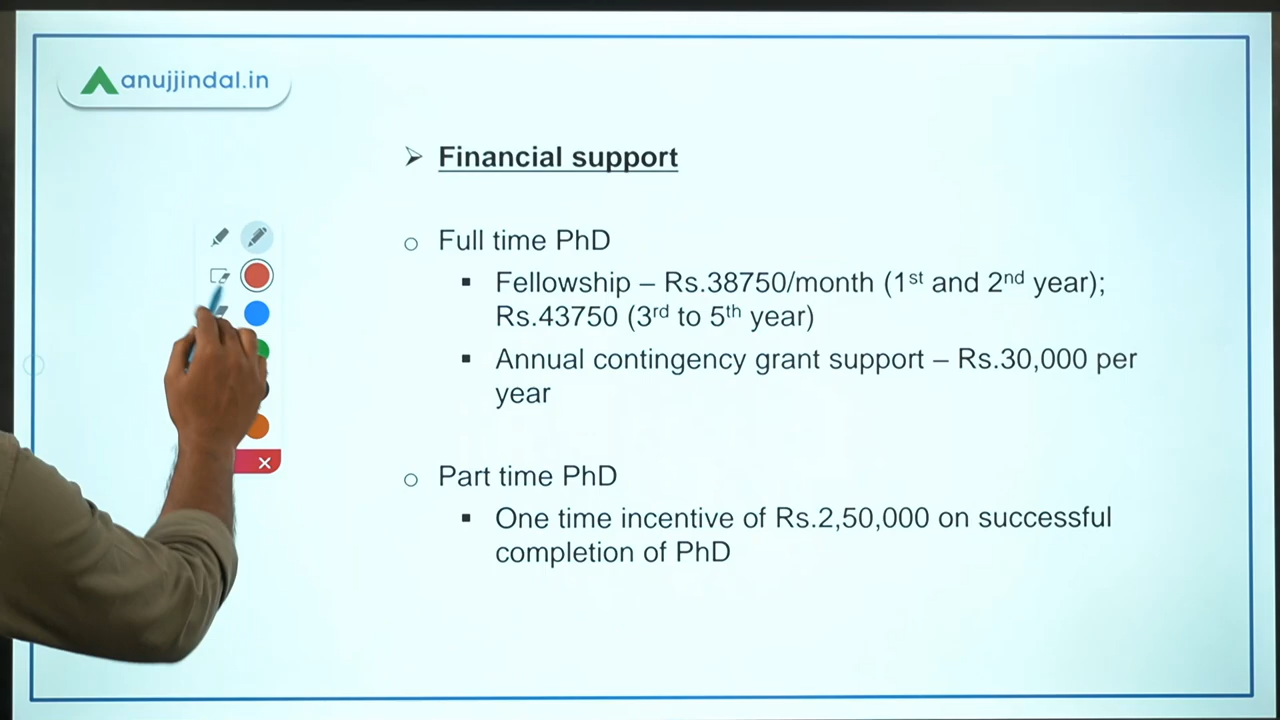 anujjindal.in
➢ Financial support
○ Full time PhD
▪ Fellowship – Rs.38750/month (1st and 2nd year);
Rs.43750 (3rd to 5th year)
▪ Annual contingency grant support – Rs.30,000 per
year
○ Part time PhD
▪ One time incentive of Rs.2,50,000 on successful
completion of PhD